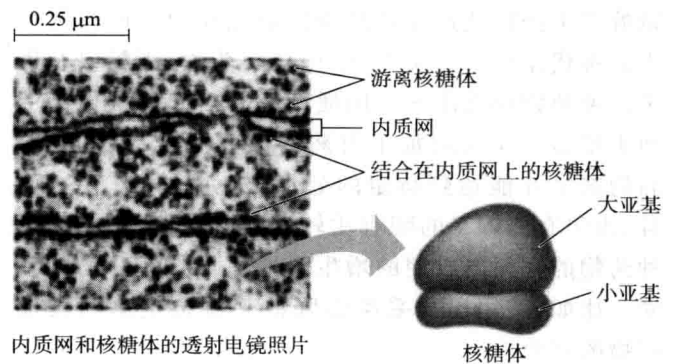 0.25 μm
游离核糖体
内质网
结合在内质网上的核糖体
大亚基
小亚基
内质网和核糖体的透射电镜照片
核糖体